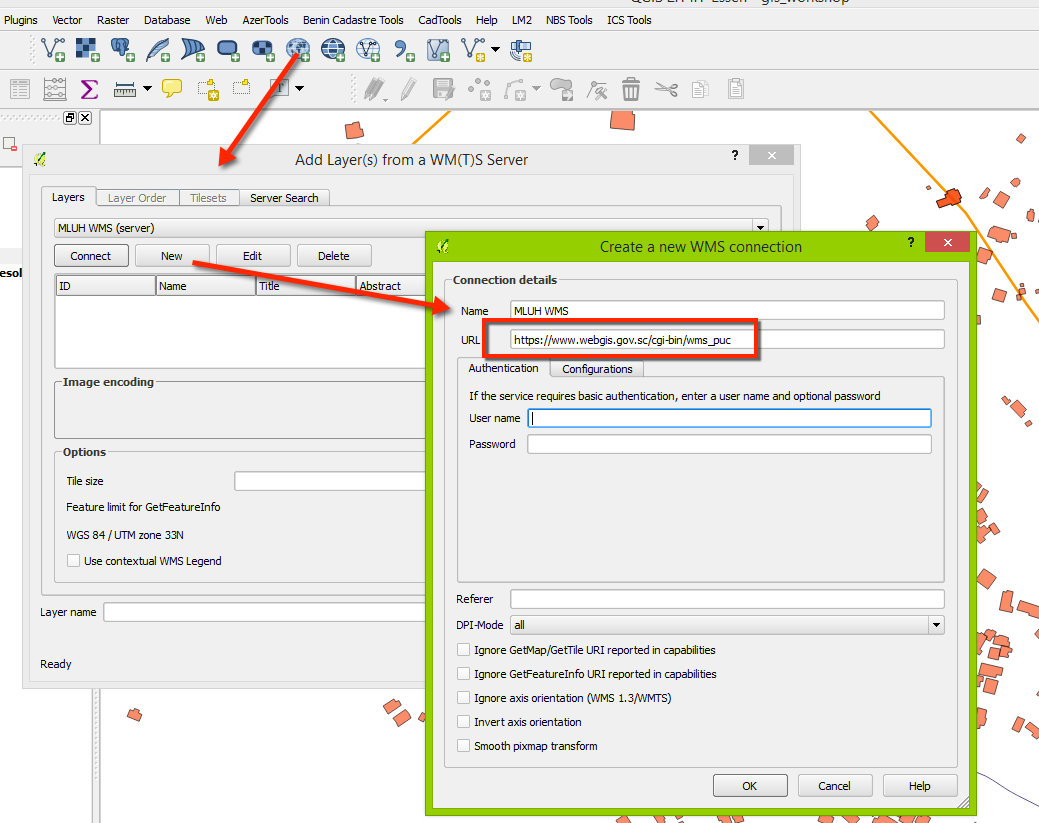 QGIS LTR IP-Essen - gis_workshop
Plugins Vector Raster Database Web AzerTools Benin Cadastre Tools CadTools Help LM2 NBS Tools ICS Tools
T
Add Layer(s) from a WM(T)S Server
?
Layers Layer Order Tilesets Server Search
MLUH WMS (server)
Connect New Edit Delete
esol
ID Name Title Abstract
Image encoding
Options
Tile size
Feature limit for GetFeatureInfo
WGS 84 / UTM zone 33N
Use contextual WMS Legend
Layer name
Ready
Create a new WMS connection
?
Connection details
Name MLUH WMS
URL https://www.webgis.gov.sc/cgi-bin/wms_puc
Authentication Configurations
If the service requires basic authentication, enter a user name and optional password
User name
Password
Referer
DPI-Mode all
Ignore GetMap/GetTile URI reported in capabilities
Ignore GetFeatureInfo URI reported in capabilities
Ignore axis orientation (WMS 1.3/WMTS)
Invert axis orientation
Smooth pixmap transform
OK Cancel Help